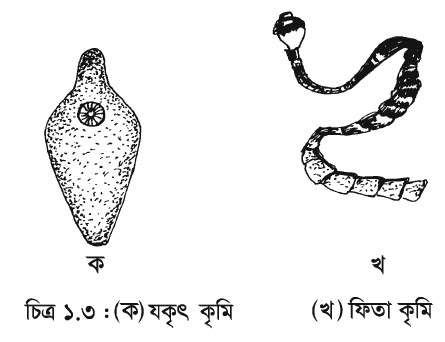 ক খ
চিত্র ১.৩ : (ক) যকৃৎ কৃমি (খ) ফিতা কৃমি